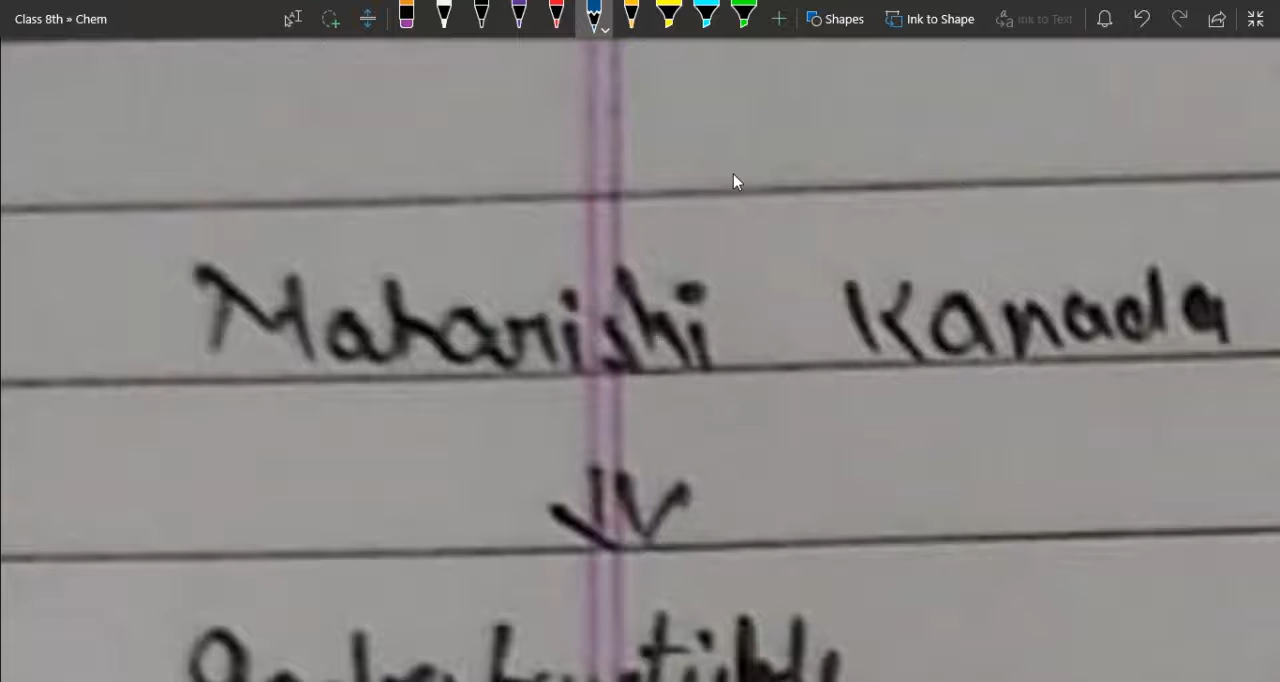 Class 8th » Chem
Shapes Ink to Shape Ink to Text
Maharishi Kanada